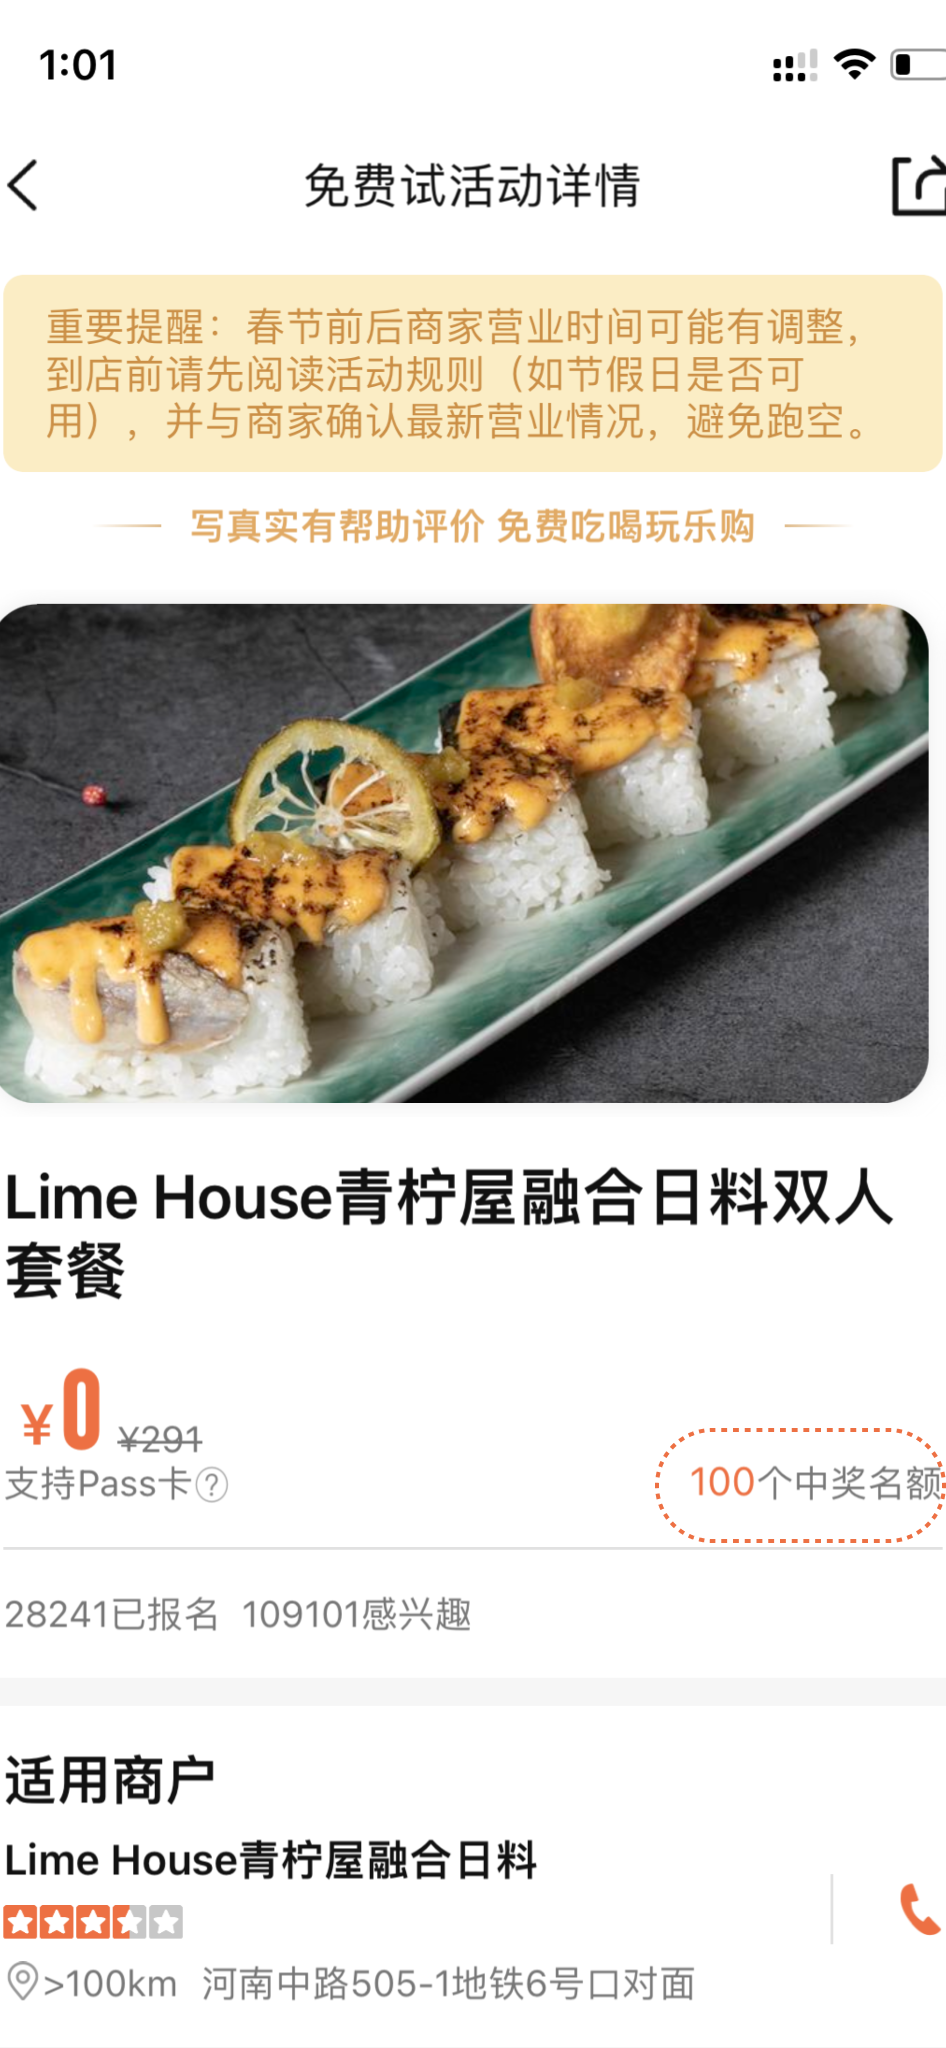 1:01
免费试活动详情
重要提醒：春节前后商家营业时间可能有调整，
到店前请先阅读活动规则（如节假日是否可
用），并与商家确认最新营业情况，避免跑空。
写真实有帮助评价 免费吃喝玩乐购
Lime House青柠屋融合日料双人
套餐
¥0 ¥291
支持Pass卡?
100个中奖名额
28241已报名 109101感兴趣
适用商户
Lime House青柠屋融合日料
>100km 河南中路505-1地铁6号口对面